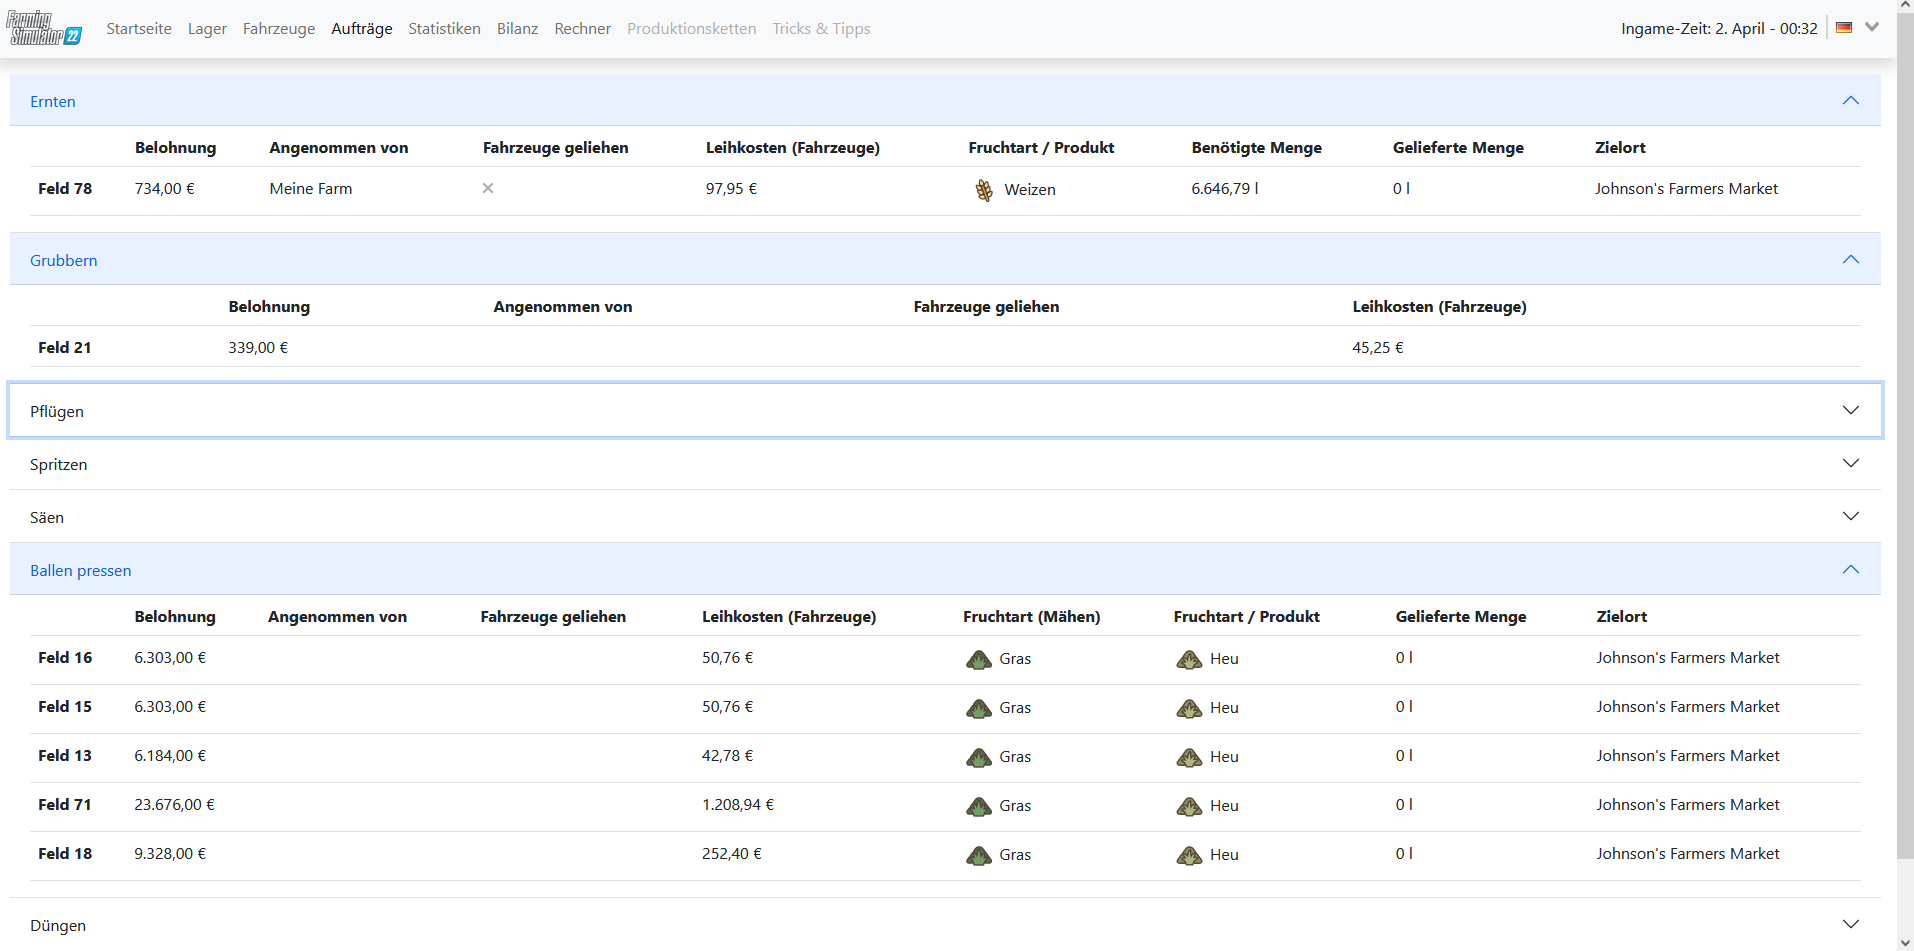 Farming Simulator 22 Startseite Lager Fahrzeuge Aufträge Statistiken Bilanz Rechner Produktionsketten Tricks & Tipps Ingame-Zeit: 2. April - 00:32
Ernten
Belohnung Angenommen von Fahrzeuge geliehen Leihkosten (Fahrzeuge) Fruchtart / Produkt Benötigte Menge Gelieferte Menge Zielort
Feld 78 734,00 € Meine Farm × 97,95 € Weizen 6.646,79 l 0 l Johnson's Farmers Market
Grubbern
Belohnung Angenommen von Fahrzeuge geliehen Leihkosten (Fahrzeuge)
Feld 21 339,00 € 45,25 €
Pflügen
Spritzen
Säen
Ballen pressen
Belohnung Angenommen von Fahrzeuge geliehen Leihkosten (Fahrzeuge) Fruchtart (Mähen) Fruchtart / Produkt Gelieferte Menge Zielort
Feld 16 6.303,00 € 50,76 € Gras Heu 0 l Johnson's Farmers Market
Feld 15 6.303,00 € 50,76 € Gras Heu 0 l Johnson's Farmers Market
Feld 13 6.184,00 € 42,78 € Gras Heu 0 l Johnson's Farmers Market
Feld 71 23.676,00 € 1.208,94 € Gras Heu 0 l Johnson's Farmers Market
Feld 18 9.328,00 € 252,40 € Gras Heu 0 l Johnson's Farmers Market
Düngen